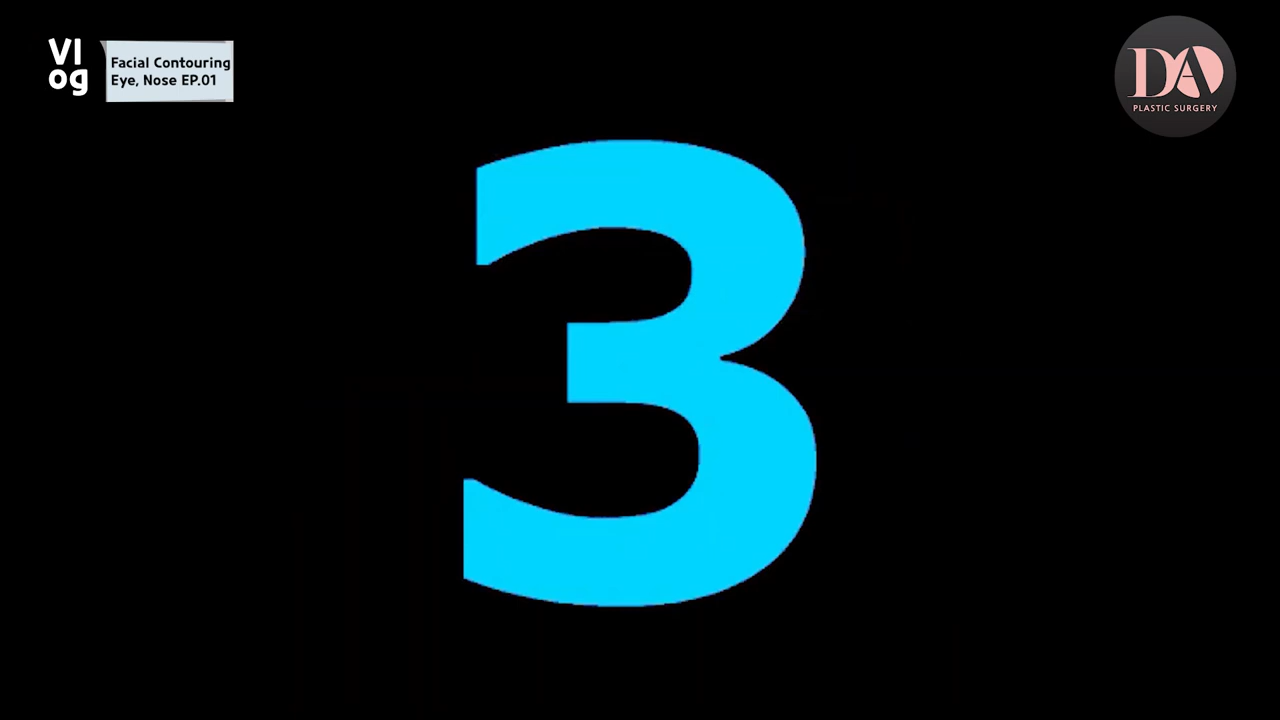 Vl
og
Facial Contouring
Eye, Nose EP.01
DA
PLASTIC SURGERY
3